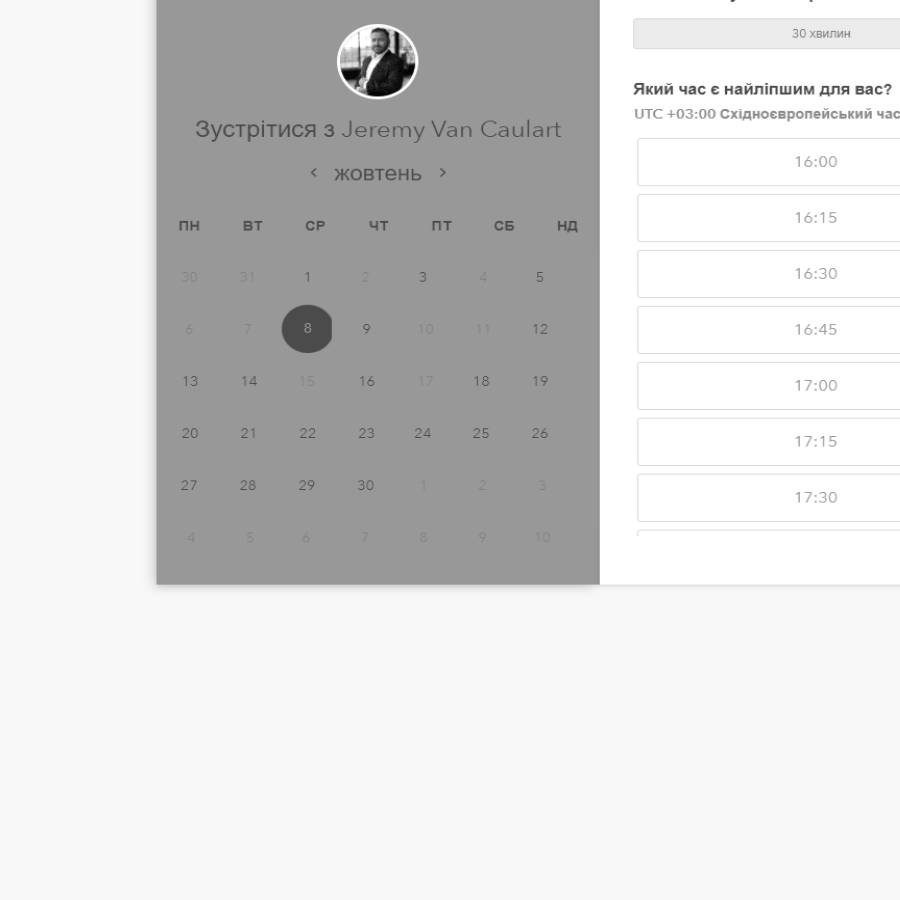 Зустрітися з Jeremy Van Caulart
‹ жовтень ›
ПН ВТ СР ЧТ ПТ СБ НД
30 31 1 2 3 4 5
6 7 8 9 10 11 12
13 14 15 16 17 18 19
20 21 22 23 24 25 26
27 28 29 30 1 2 3
4 5 6 7 8 9 10
30 хвилин
Який час є найліпшим для вас?
UTC +03:00 Східноєвропейський час
16:00
16:15
16:30
16:45
17:00
17:15
17:30